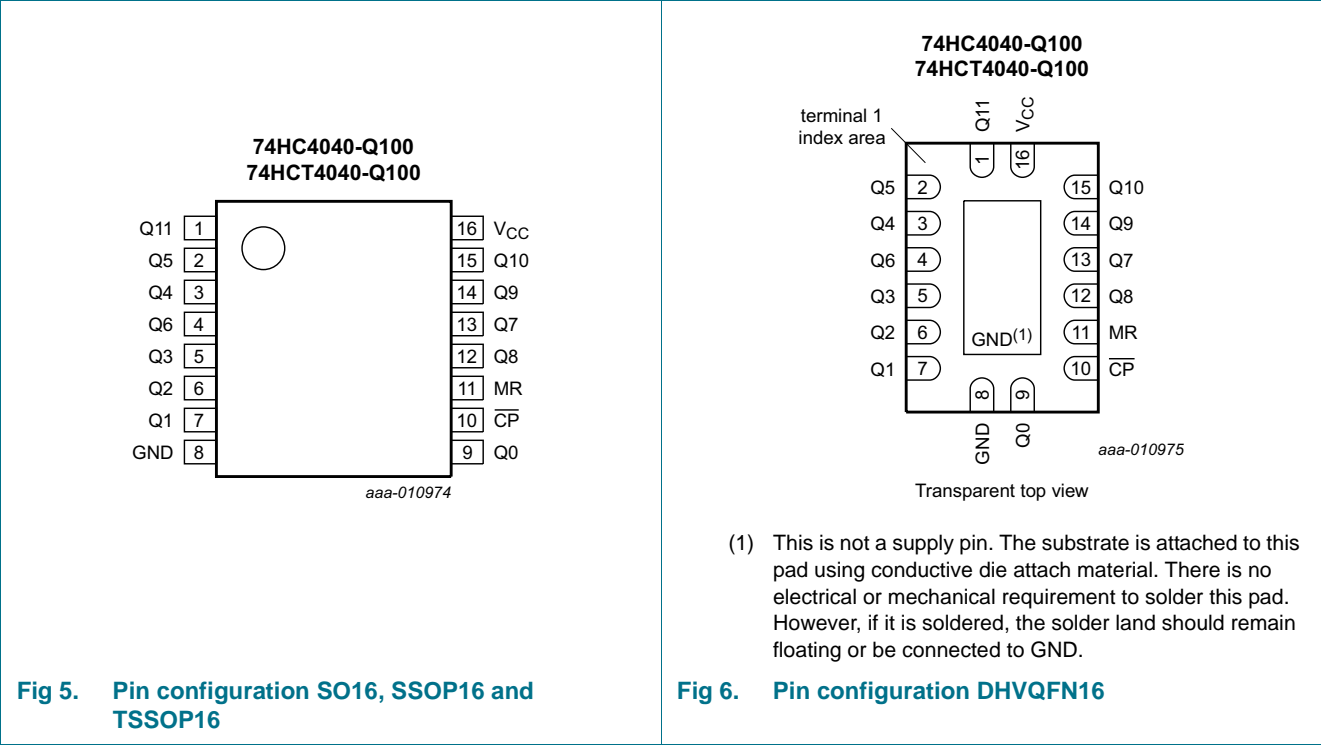 74HC4040-Q100
74HCT4040-Q100
Q11 1
Q5 2
Q4 3
Q6 4
Q3 5
Q2 6
Q1 7
GND 8
16 VCC
15 Q10
14 Q9
13 Q7
12 Q8
11 MR
10 C̅P̅
9 Q0
aaa-010974
Fig 5. Pin configuration SO16, SSOP16 and
TSSOP16
74HC4040-Q100
74HCT4040-Q100
terminal 1
index area
Q11
VCC
1
16
Q5 2
Q4 3
Q6 4
Q3 5
Q2 6
Q1 7
15 Q10
14 Q9
13 Q7
12 Q8
11 MR
10 C̅P̅
GND(1)
8
9
GND
Q0
aaa-010975
Transparent top view
(1) This is not a supply pin. The substrate is attached to this
pad using conductive die attach material. There is no
electrical or mechanical requirement to solder this pad.
However, if it is soldered, the solder land should remain
floating or be connected to GND.
Fig 6. Pin configuration DHVQFN16